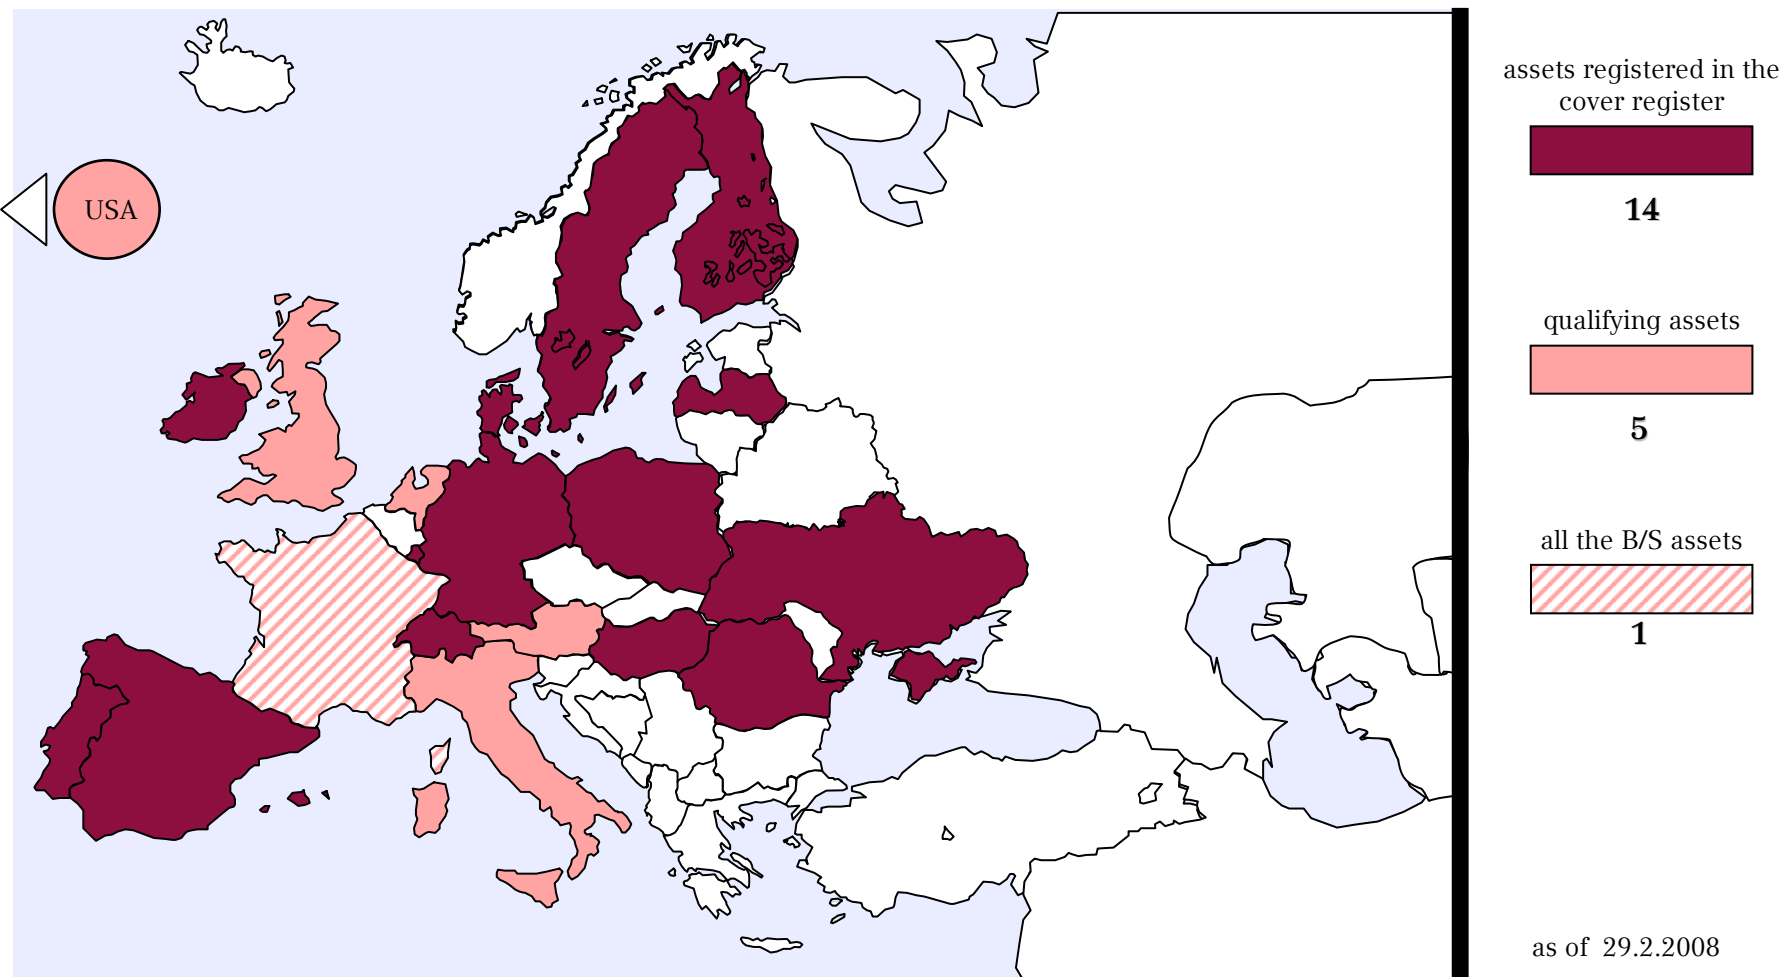 assets registered in the
cover register
14
USA
qualifying assets
5
all the B/S assets
1
as of 29.2.2008